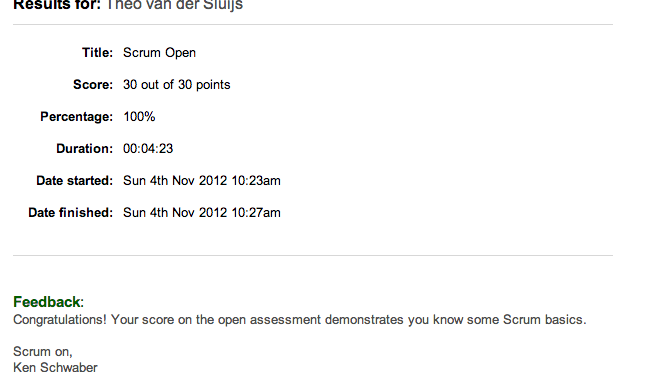 Results for: Theo van der Sluijs
Title: Scrum Open
Score: 30 out of 30 points
Percentage: 100%
Duration: 00:04:23
Date started: Sun 4th Nov 2012 10:23am
Date finished: Sun 4th Nov 2012 10:27am
Feedback:
Congratulations! Your score on the open assessment demonstrates you know some Scrum basics.
Scrum on,
Ken Schwaber